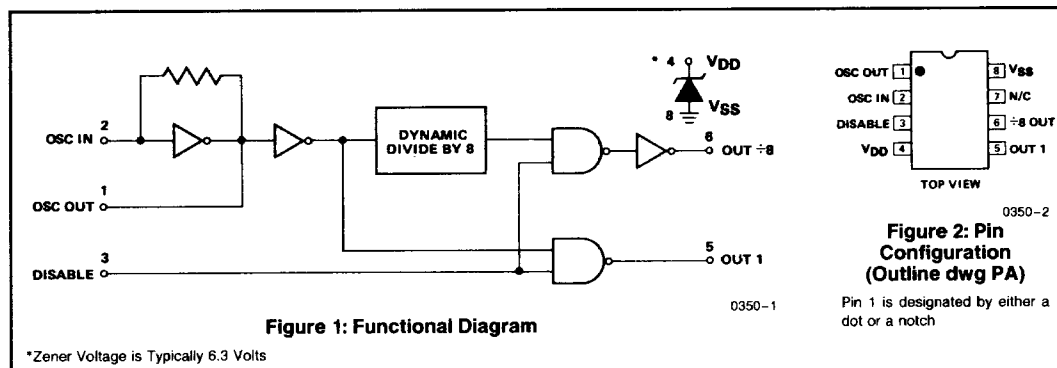 * 4 VDD
VSS
8
2
OSC IN
DYNAMIC
DIVIDE BY 8
6
OUT ÷8
1
OSC OUT
3
DISABLE
5
OUT 1
0350-1
Figure 1: Functional Diagram
*Zener Voltage is Typically 6.3 Volts
OSC OUT 1
8 VSS
OSC IN 2
7 N/C
DISABLE 3
6 ÷8 OUT
VDD 4
5 OUT 1
TOP VIEW
0350-2
Figure 2: Pin
Configuration
(Outline dwg PA)
Pin 1 is designated by either a
dot or a notch